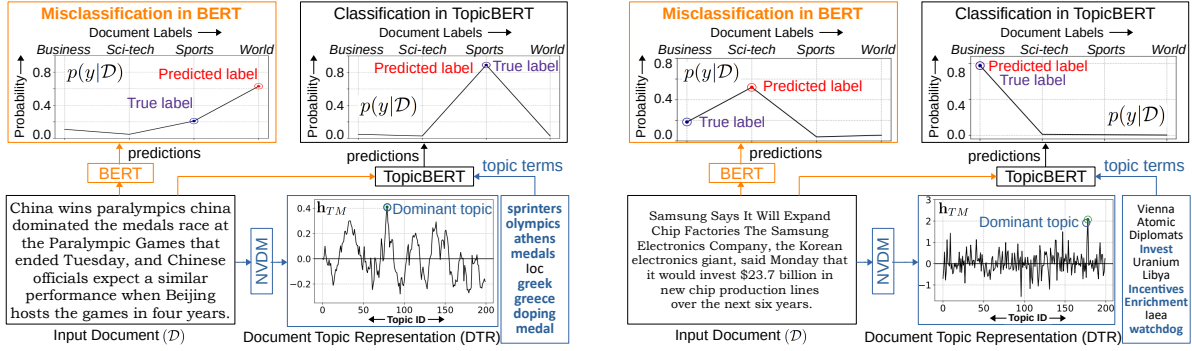 Misclassification in BERT
Document Labels
Business Sci-tech Sports World
Probability
0.8
0.4
0.0
p(y|D)
Predicted label
True label
predictions
BERT
Classification in TopicBERT
Document Labels
Business Sci-tech Sports World
0.8
0.4
0.0
Predicted label
True label
p(y|D)
predictions
TopicBERT
topic terms
China wins paralympics china
dominated the medals race at
the Paralympic Games that
ended Tuesday, and Chinese
officials expect a similar
performance when Beijing
hosts the games in four years.
Input Document (D)
NVDM
h_TM
Dominant topic
0.4
0.2
0.0
−0.2
0 50 100 150 200
Topic ID
Document Topic Representation (DTR)
sprinters
olympics
athens
medals
ioc
greek
greece
doping
medal
Misclassification in BERT
Document Labels
Business Sci-tech Sports World
Probability
0.8
0.4
0.0
p(y|D)
Predicted label
True label
predictions
BERT
Classification in TopicBERT
Document Labels
Business Sci-tech Sports World
Probability
0.8
0.4
0.0
Predicted label
True label
p(y|D)
predictions
TopicBERT
topic terms
Samsung Says It Will Expand
Chip Factories The Samsung
Electronics Company, the Korean
electronics giant, said Monday that
it would invest $23.7 billion in
new chip production lines
over the next six years.
Input Document (D)
NVDM
h_TM
Dominant topic
3
2
1
0
−1
0 50 100 150 200
Topic ID
Document Topic Representation (DTR)
Vienna
Atomic
Diplomats
Invest
Uranium
Libya
Incentives
Enrichment
Iaea
watchdog